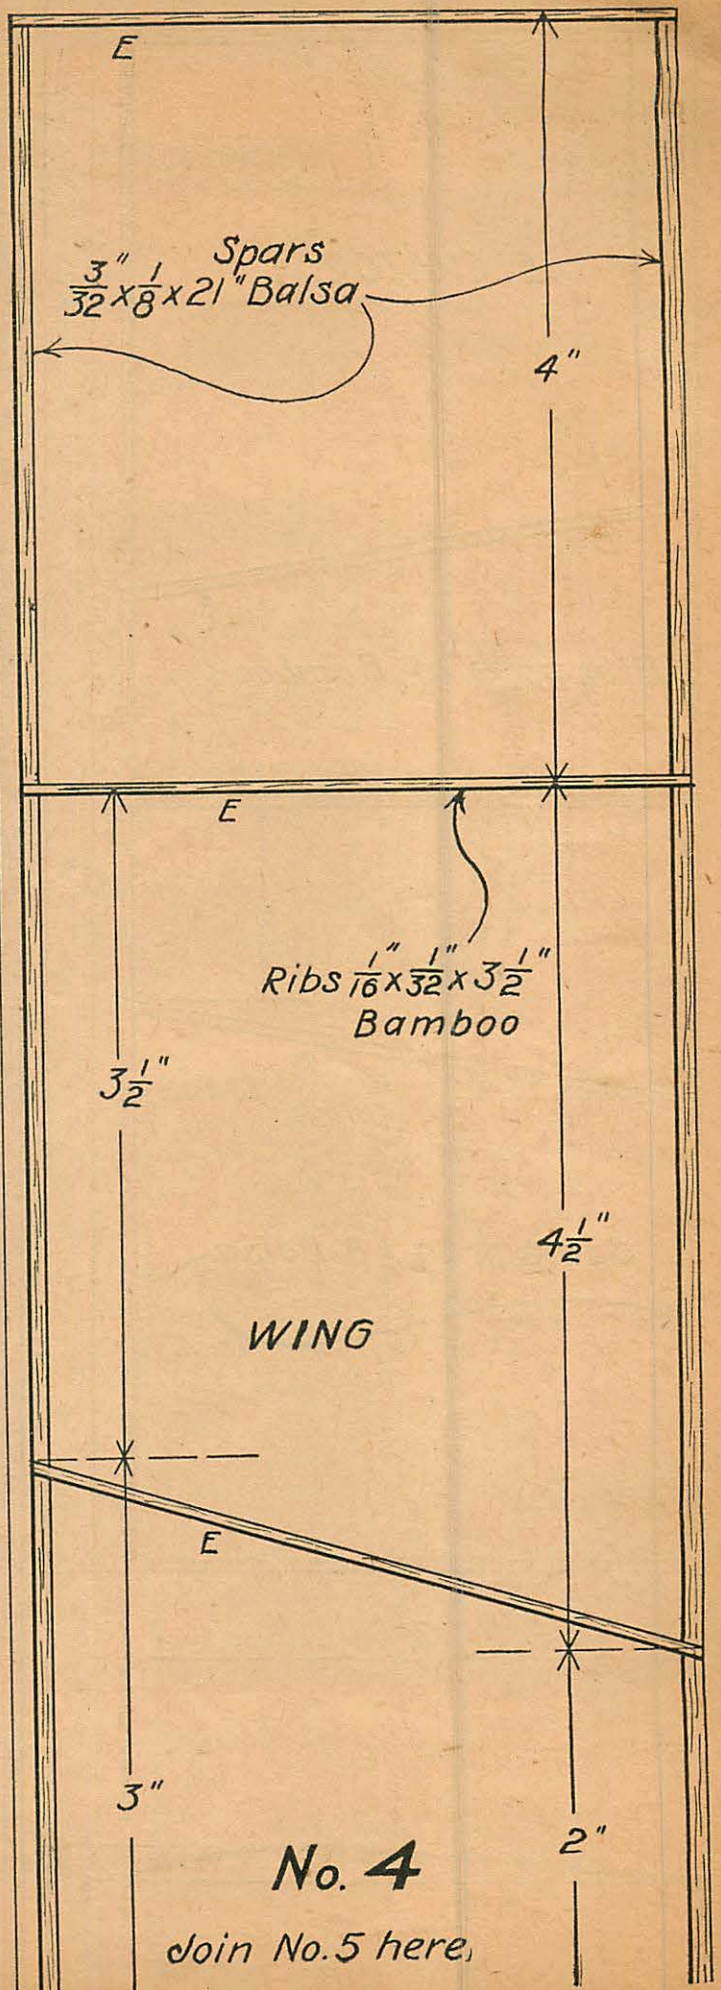 E
Spars
3/32" x 1/8 x 21" Balsa
4"
E
Ribs 1/16" x 1/32" x 3 1/2"
Bamboo
3 1/2"
4 1/2"
WING
E
3"
2"
No. 4
Join No. 5 here.